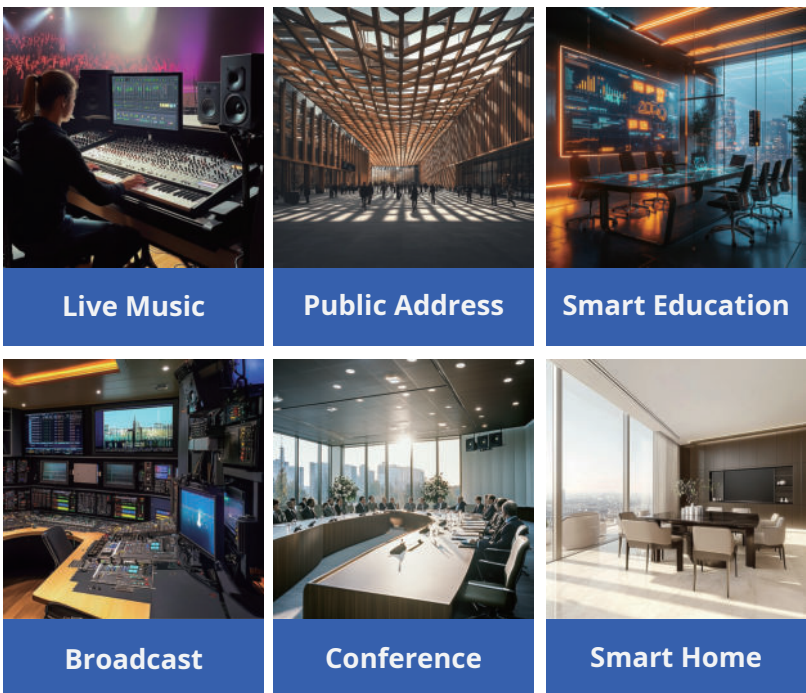 Live Music
Public Address
Smart Education
Broadcast
Conference
Smart Home